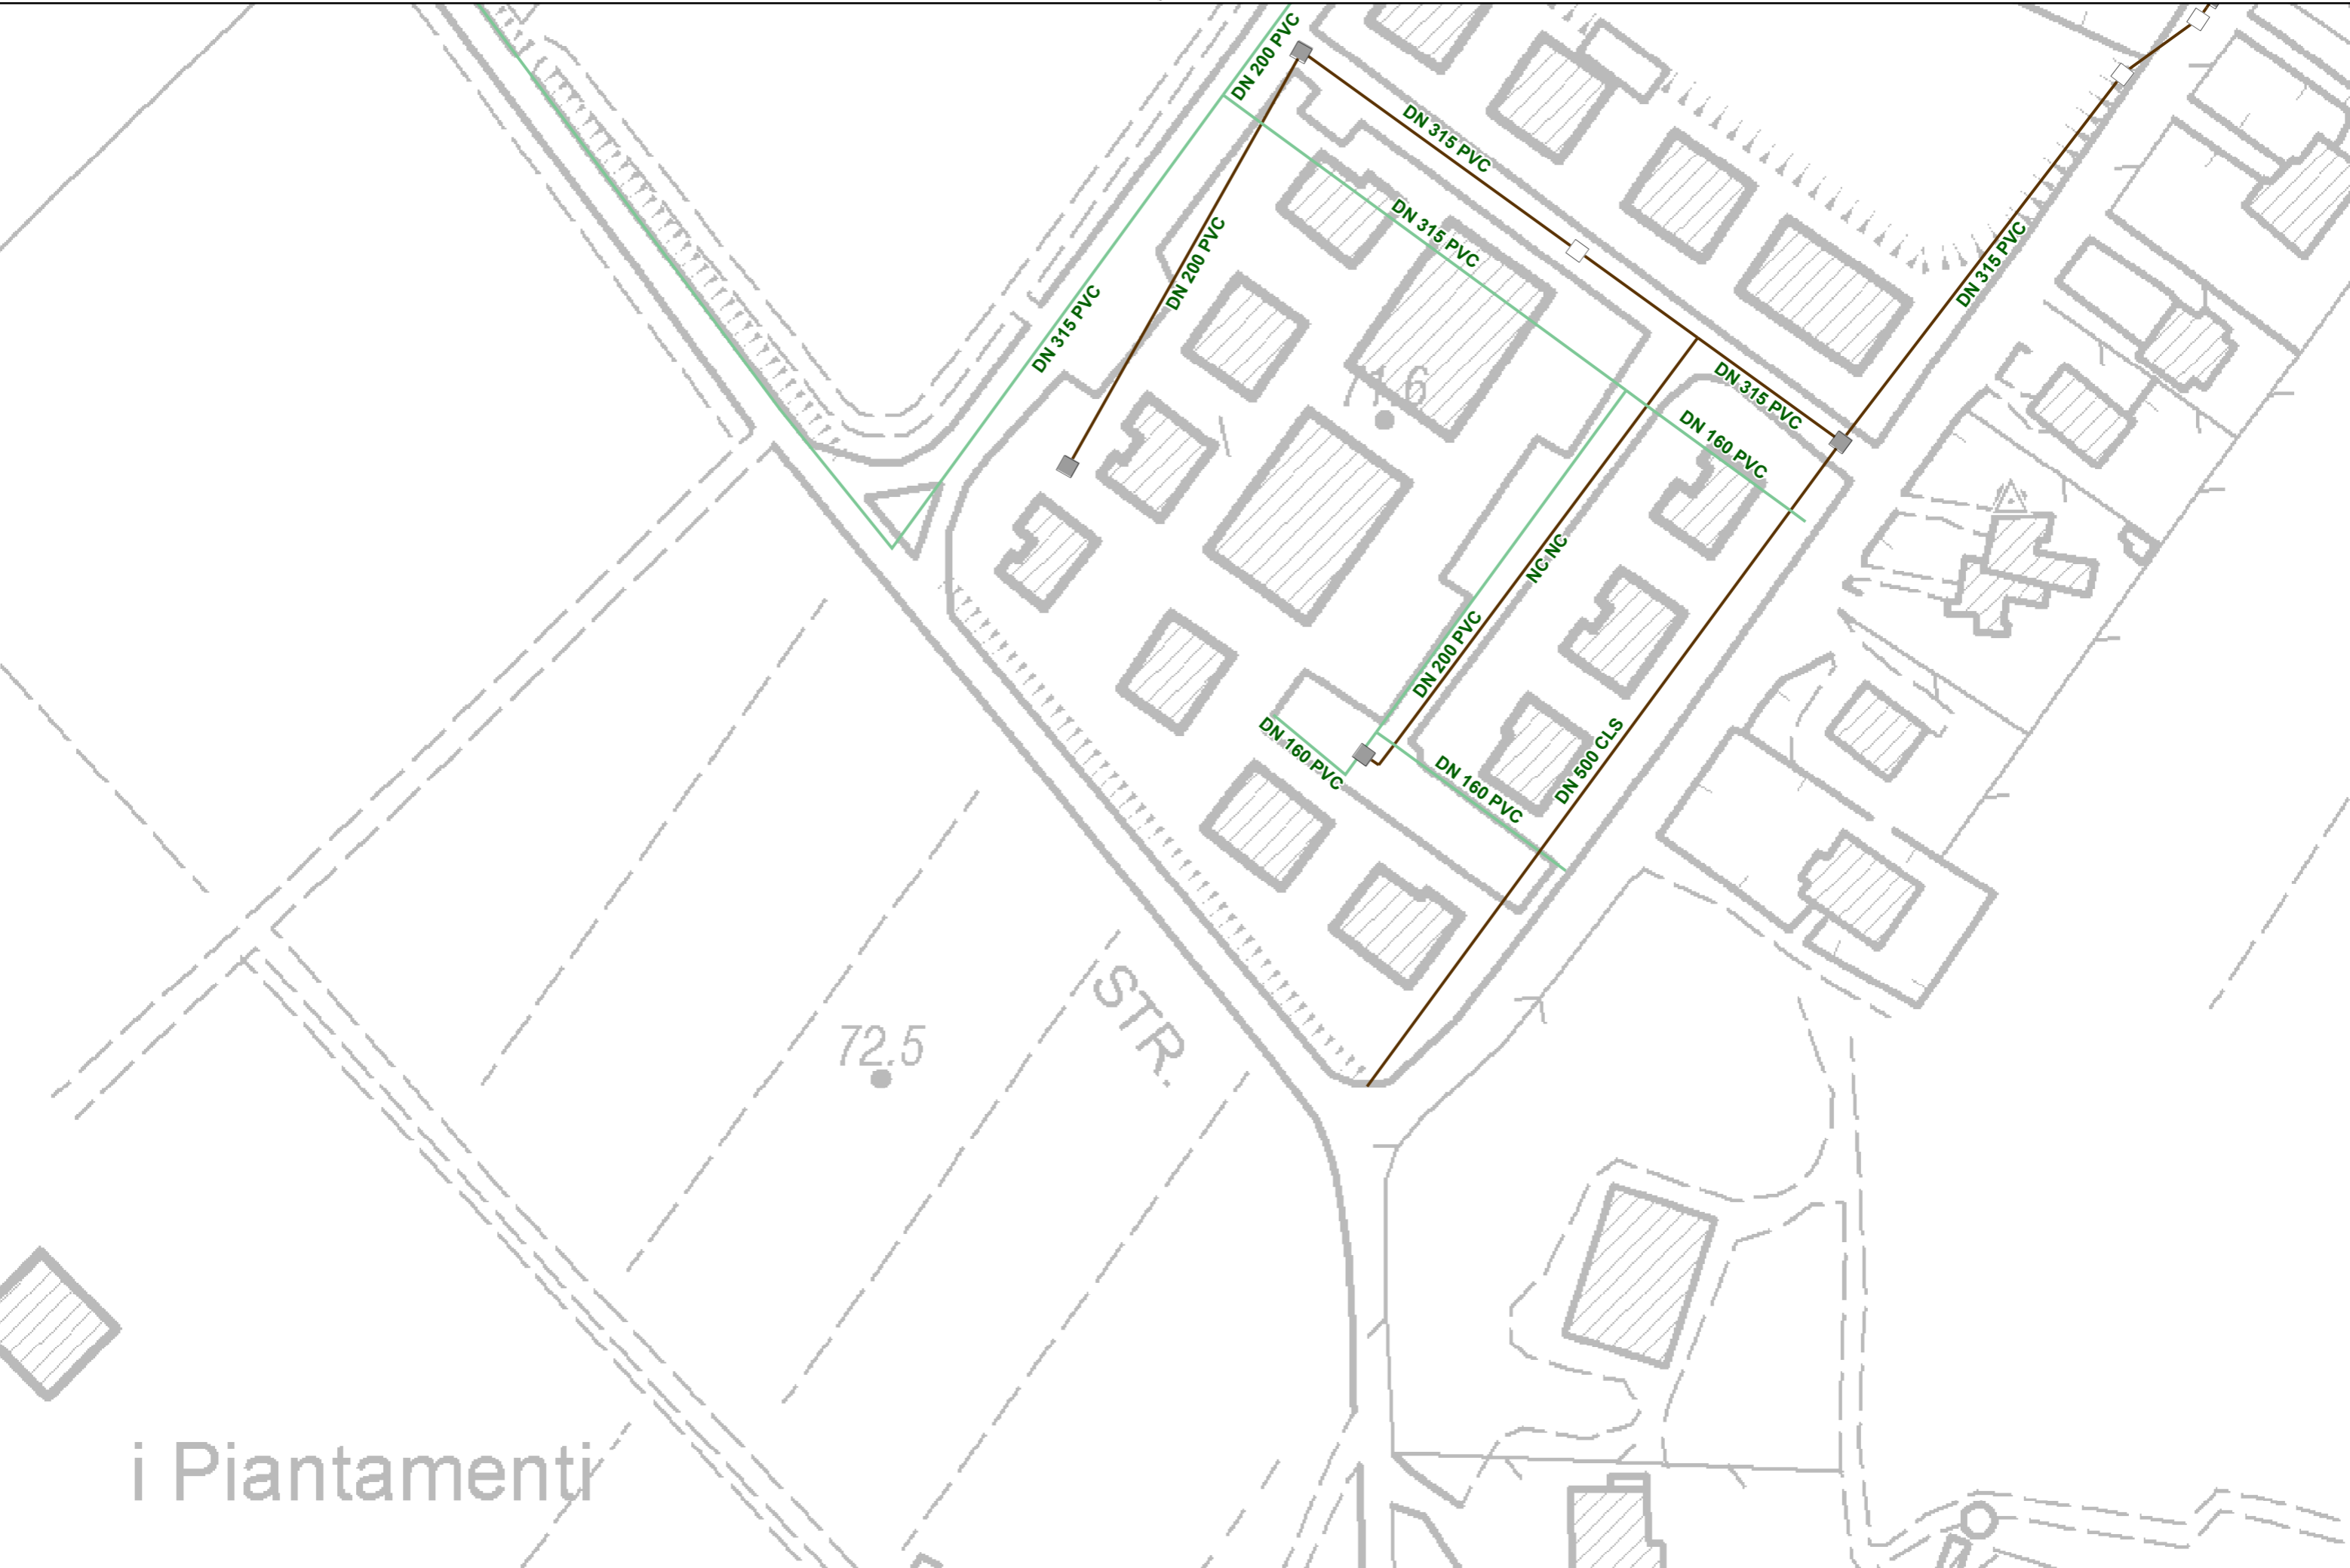 DN 200 PVC
DN 315 PVC
DN 315 PVC
DN 200 PVC
DN 315 PVC
DN 315 PVC
DN 315 PVC
DN 160 PVC
NC NC
DN 200 PVC
DN 160 PVC
DN 160 PVC
DN 500 CLS
STR.
72.5
i Piantamenti